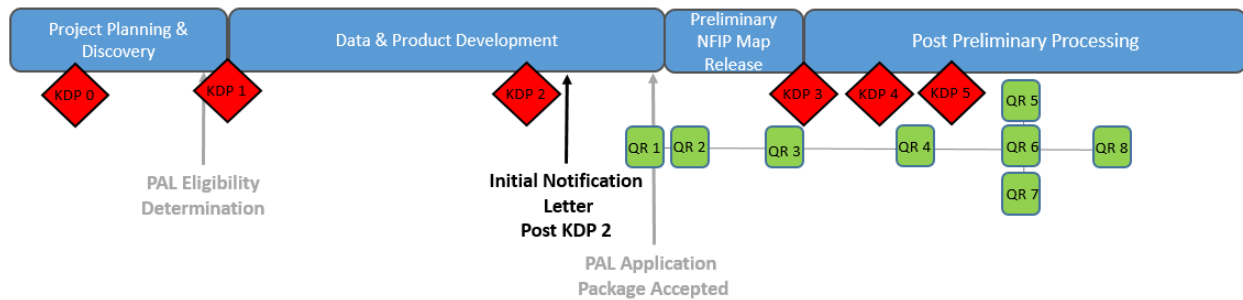 Project Planning &
Discovery
Data & Product Development
Preliminary
NFIP Map
Release
Post Preliminary Processing
KDP 0
KDP 1
KDP 2
KDP 3
KDP 4
KDP 5
QR 5
QR 1
QR 2
QR 3
QR 4
QR 6
QR 8
QR 7
PAL Eligibility
Determination
Initial Notification
Letter
Post KDP 2
PAL Application
Package Accepted